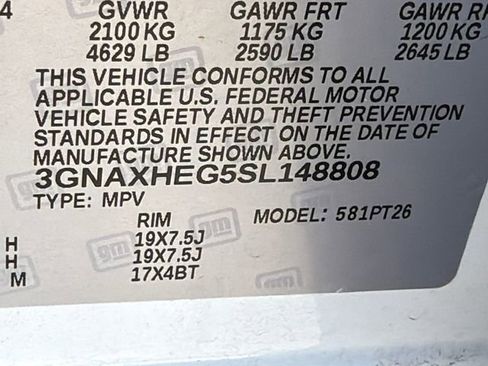 4 GVWR GAWR FRT GAWR R
2100 KG 1175 KG 1200 KG
4629 LB 2590 LB 2645 LB
THIS VEHICLE CONFORMS TO ALL
APPLICABLE U.S. FEDERAL MOTOR
VEHICLE SAFETY AND THEFT PREVENTION
STANDARDS IN EFFECT ON THE DATE OF
MANUFACTURE SHOWN ABOVE.
3GNAXHEG5SL148808
TYPE: MPV
RIM MODEL: 581PT26
H 19X7.5J
H 19X7.5J
M 17X4BT
gm